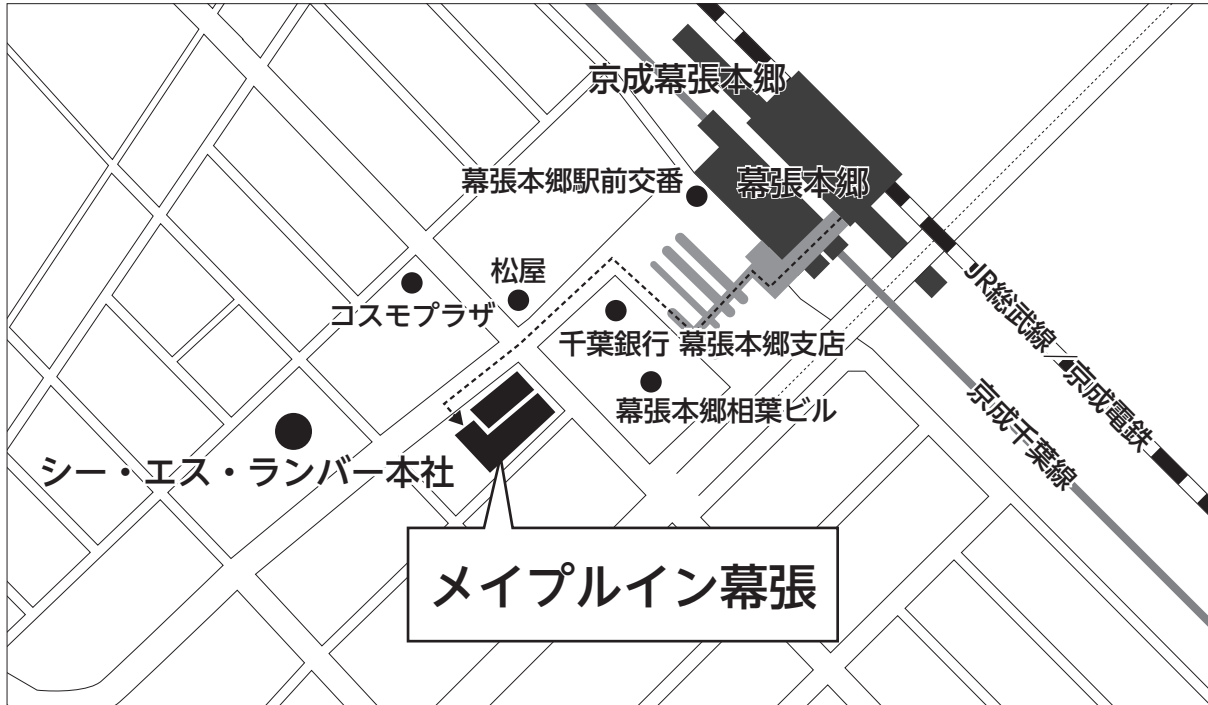 京成幕張本郷
幕張本郷駅前交番
幕張本郷
松屋
コスモプラザ
千葉銀行 幕張本郷支店
JR総武線／京成電鉄
京成千葉線
幕張本郷相葉ビル
シー・エス・ランバー本社
メイプルイン幕張